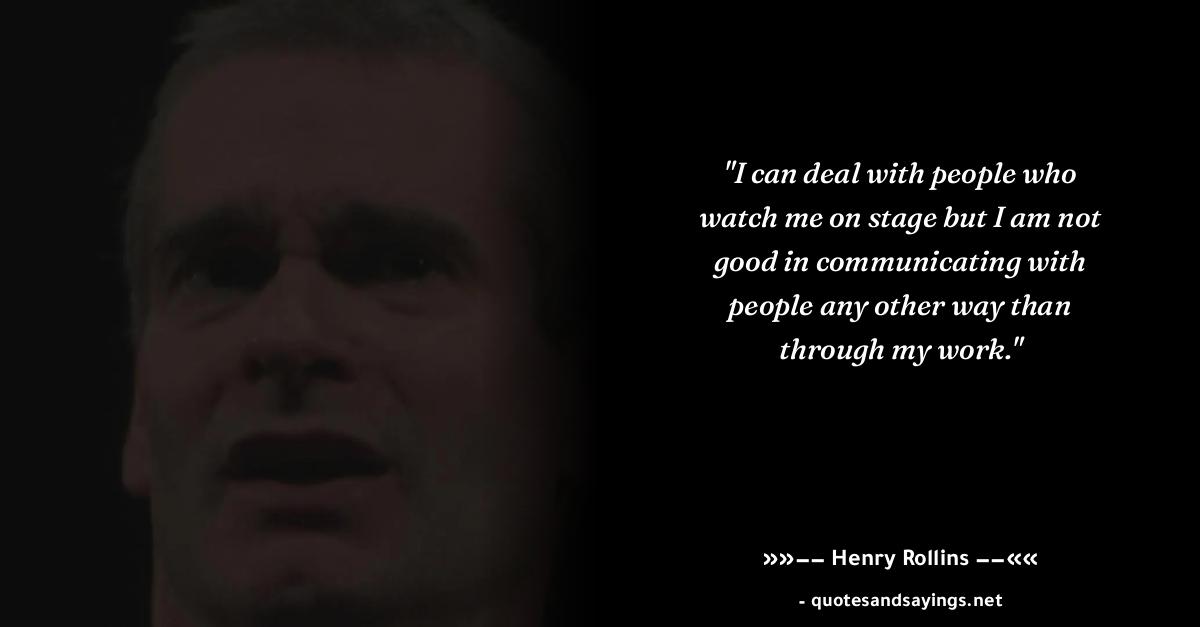 "I can deal with people who
watch me on stage but I am not
good in communicating with
people any other way than
through my work."
»»−− Henry Rollins −−««
- quotesandsayings.net